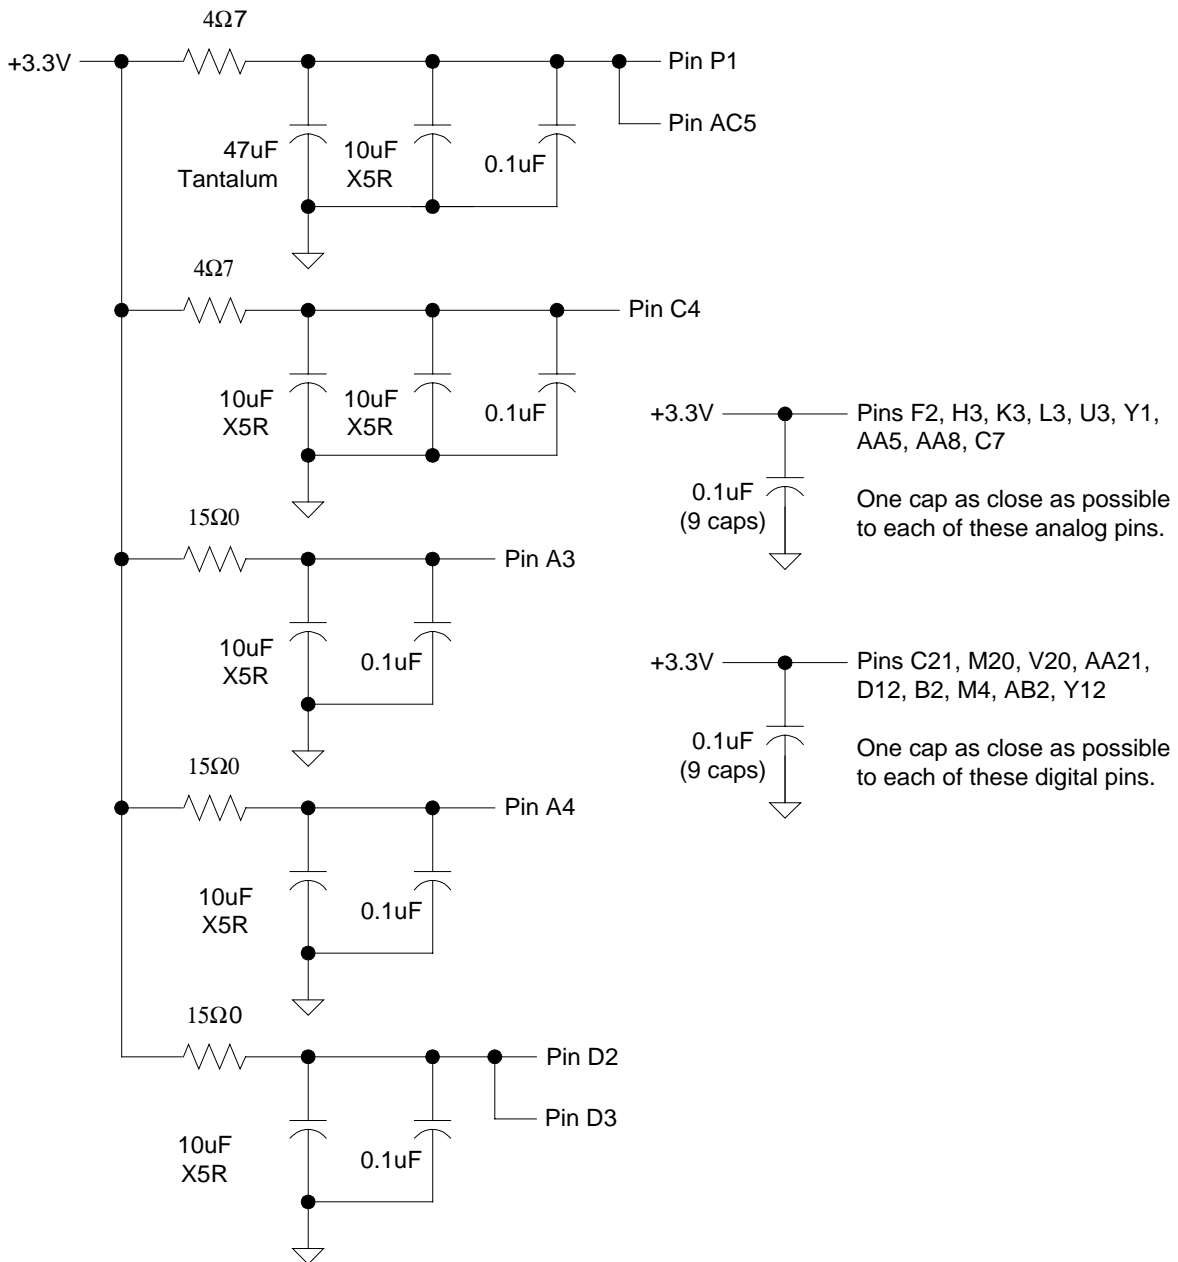 4Ω7
+3.3V
Pin P1
Pin AC5
47uF
Tantalum
10uF
X5R
0.1uF
4Ω7
Pin C4
10uF
X5R
10uF
X5R
0.1uF
15Ω0
Pin A3
10uF
X5R
0.1uF
15Ω0
Pin A4
10uF
X5R
0.1uF
15Ω0
Pin D2
Pin D3
10uF
X5R
0.1uF
+3.3V
Pins F2, H3, K3, L3, U3, Y1,
AA5, AA8, C7
0.1uF
(9 caps)
One cap as close as possible
to each of these analog pins.
+3.3V
Pins C21, M20, V20, AA21,
D12, B2, M4, AB2, Y12
0.1uF
(9 caps)
One cap as close as possible
to each of these digital pins.